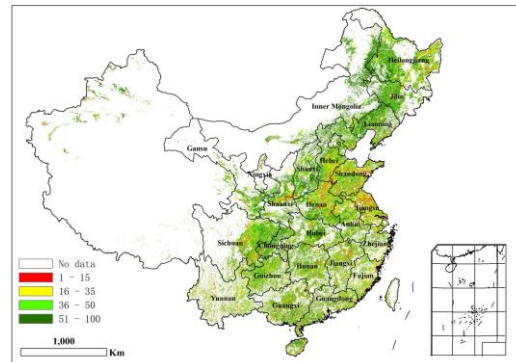 Heilongjiang
Jilin
Inner Mongolia
Liaoning
Gansu
Hebei
Ningxia
Shanxi
Shandong
Shaanxi
Henan
Jiangsu
Anhui
Sichuan
Chongqing
Hubei
Zhejiang
Guizhou
Hunan
Jiangxi
Fujian
Yunnan
Guangxi
Guangdong
No data
1 - 15
16 - 35
36 - 50
51 - 100
1,000
Km